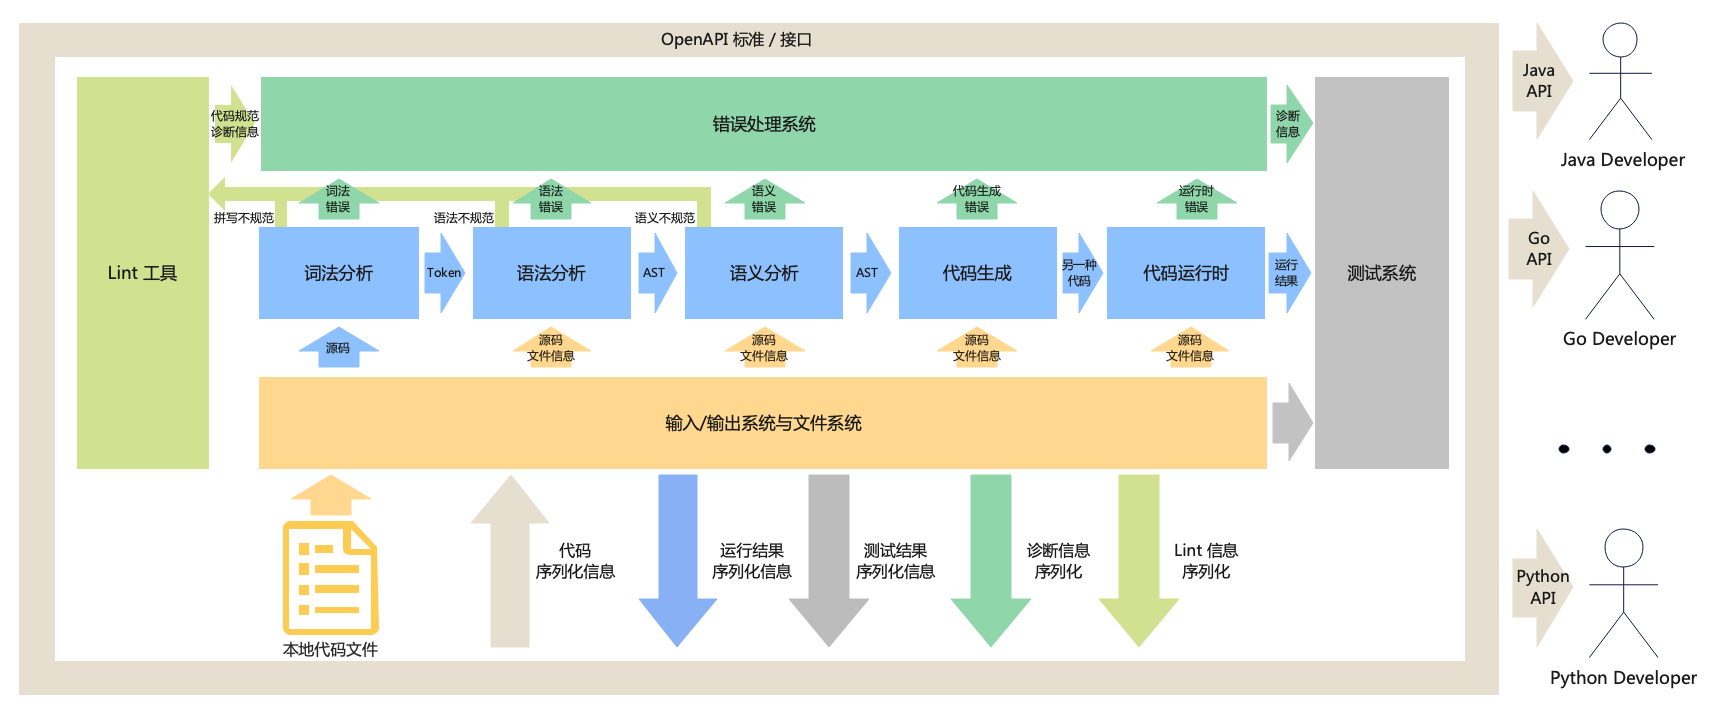 OpenAPI 标准 / 接口
Java
API
Java Developer
代码规范
诊断信息
错误处理系统
诊断
信息
词法
错误
语法
错误
语义
错误
代码生成
错误
运行时
错误
拼写不规范
语法不规范
语义不规范
Go
API
Go Developer
Lint 工具
词法分析
Token
语法分析
AST
语义分析
AST
代码生成
另一种
代码
代码运行时
运行
结果
测试系统
源码
源码
文件信息
源码
文件信息
源码
文件信息
源码
文件信息
输入/输出系统与文件系统
代码
序列化信息
运行结果
序列化信息
测试结果
序列化信息
诊断信息
序列化
Lint 信息
序列化
本地代码文件
Python
API
Python Developer